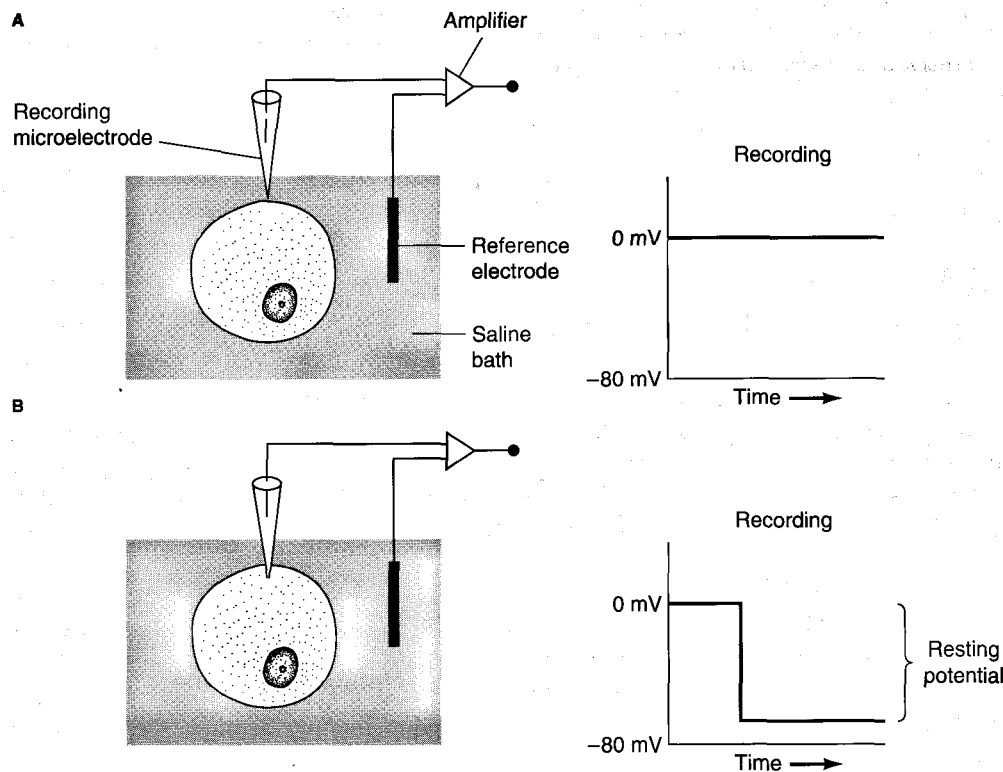 A
Amplifier
Recording
microelectrode
Recording
0 mV
Reference
electrode
Saline
bath
−80 mV
Time
B
Recording
0 mV
Resting
potential
−80 mV
Time